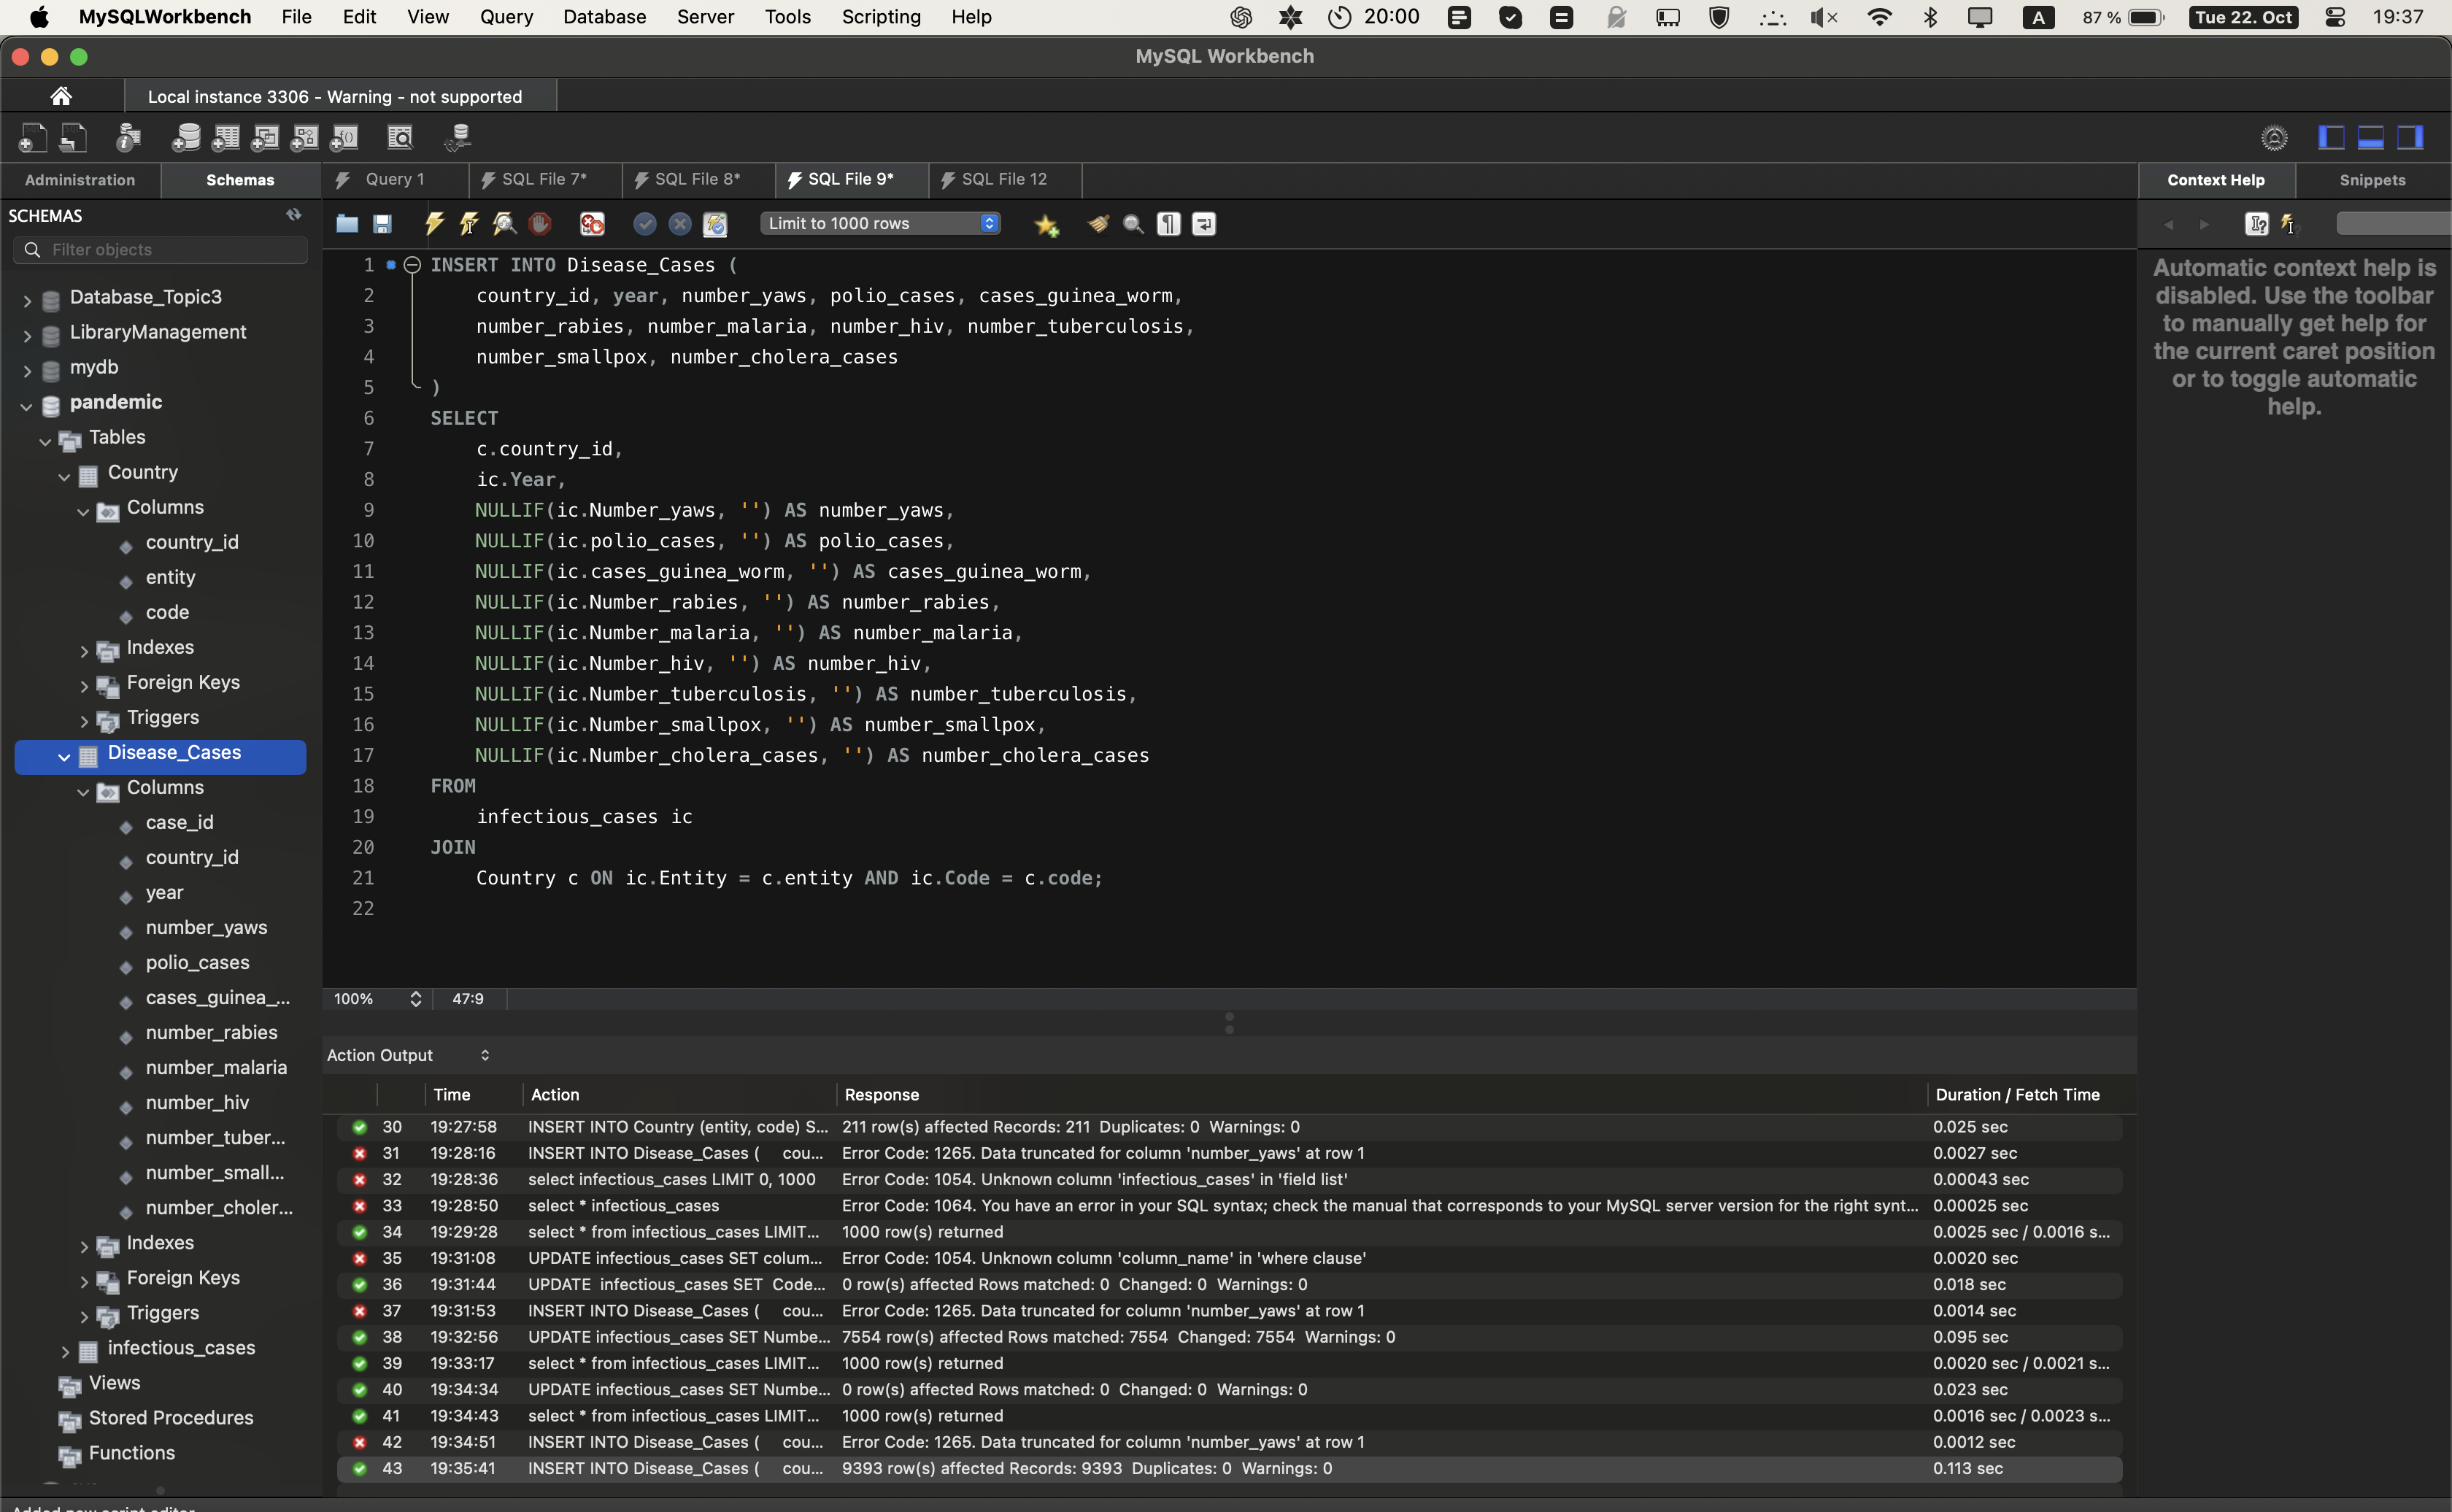 MySQLWorkbench File Edit View Query Database Server Tools Scripting Help 20:00 A 87 % Tue 22. Oct 19:37
MySQL Workbench
Local instance 3306 - Warning - not supported
Administration Schemas Query 1 SQL File 7* SQL File 8* SQL File 9* SQL File 12 Context Help Snippets
SCHEMAS
Filter objects
Database_Topic3
LibraryManagement
mydb
pandemic
Tables
Country
Columns
country_id
entity
code
Indexes
Foreign Keys
Triggers
Disease_Cases
Columns
case_id
country_id
year
number_yaws
polio_cases
cases_guinea_...
number_rabies
number_malaria
number_hiv
number_tuber...
number_small...
number_choler...
Indexes
Foreign Keys
Triggers
infectious_cases
Views
Stored Procedures
Functions
Limit to 1000 rows
1 INSERT INTO Disease_Cases (
2 country_id, year, number_yaws, polio_cases, cases_guinea_worm,
3 number_rabies, number_malaria, number_hiv, number_tuberculosis,
4 number_smallpox, number_cholera_cases
5 )
6 SELECT
7 c.country_id,
8 ic.Year,
9 NULLIF(ic.Number_yaws, '') AS number_yaws,
10 NULLIF(ic.polio_cases, '') AS polio_cases,
11 NULLIF(ic.cases_guinea_worm, '') AS cases_guinea_worm,
12 NULLIF(ic.Number_rabies, '') AS number_rabies,
13 NULLIF(ic.Number_malaria, '') AS number_malaria,
14 NULLIF(ic.Number_hiv, '') AS number_hiv,
15 NULLIF(ic.Number_tuberculosis, '') AS number_tuberculosis,
16 NULLIF(ic.Number_smallpox, '') AS number_smallpox,
17 NULLIF(ic.Number_cholera_cases, '') AS number_cholera_cases
18 FROM
19 infectious_cases ic
20 JOIN
21 Country c ON ic.Entity = c.entity AND ic.Code = c.code;
22
100% 47:9
Automatic context help is
disabled. Use the toolbar
to manually get help for
the current caret position
or to toggle automatic
help.
Action Output
Time Action Response Duration / Fetch Time
30 19:27:58 INSERT INTO Country (entity, code) S... 211 row(s) affected Records: 211 Duplicates: 0 Warnings: 0 0.025 sec
31 19:28:16 INSERT INTO Disease_Cases ( cou... Error Code: 1265. Data truncated for column 'number_yaws' at row 1 0.0027 sec
32 19:28:36 select infectious_cases LIMIT 0, 1000 Error Code: 1054. Unknown column 'infectious_cases' in 'field list' 0.00043 sec
33 19:28:50 select * infectious_cases Error Code: 1064. You have an error in your SQL syntax; check the manual that corresponds to your MySQL server version for the right synt... 0.00025 sec
34 19:29:28 select * from infectious_cases LIMIT... 1000 row(s) returned 0.0025 sec / 0.0016 s...
35 19:31:08 UPDATE infectious_cases SET colum... Error Code: 1054. Unknown column 'column_name' in 'where clause' 0.0020 sec
36 19:31:44 UPDATE infectious_cases SET Code... 0 row(s) affected Rows matched: 0 Changed: 0 Warnings: 0 0.018 sec
37 19:31:53 INSERT INTO Disease_Cases ( cou... Error Code: 1265. Data truncated for column 'number_yaws' at row 1 0.0014 sec
38 19:32:56 UPDATE infectious_cases SET Numbe... 7554 row(s) affected Rows matched: 7554 Changed: 7554 Warnings: 0 0.095 sec
39 19:33:17 select * from infectious_cases LIMIT... 1000 row(s) returned 0.0020 sec / 0.0021 s...
40 19:34:34 UPDATE infectious_cases SET Numbe... 0 row(s) affected Rows matched: 0 Changed: 0 Warnings: 0 0.023 sec
41 19:34:43 select * from infectious_cases LIMIT... 1000 row(s) returned 0.0016 sec / 0.0023 s...
42 19:34:51 INSERT INTO Disease_Cases ( cou... Error Code: 1265. Data truncated for column 'number_yaws' at row 1 0.0012 sec
43 19:35:41 INSERT INTO Disease_Cases ( cou... 9393 row(s) affected Records: 9393 Duplicates: 0 Warnings: 0 0.113 sec
Added new script editor